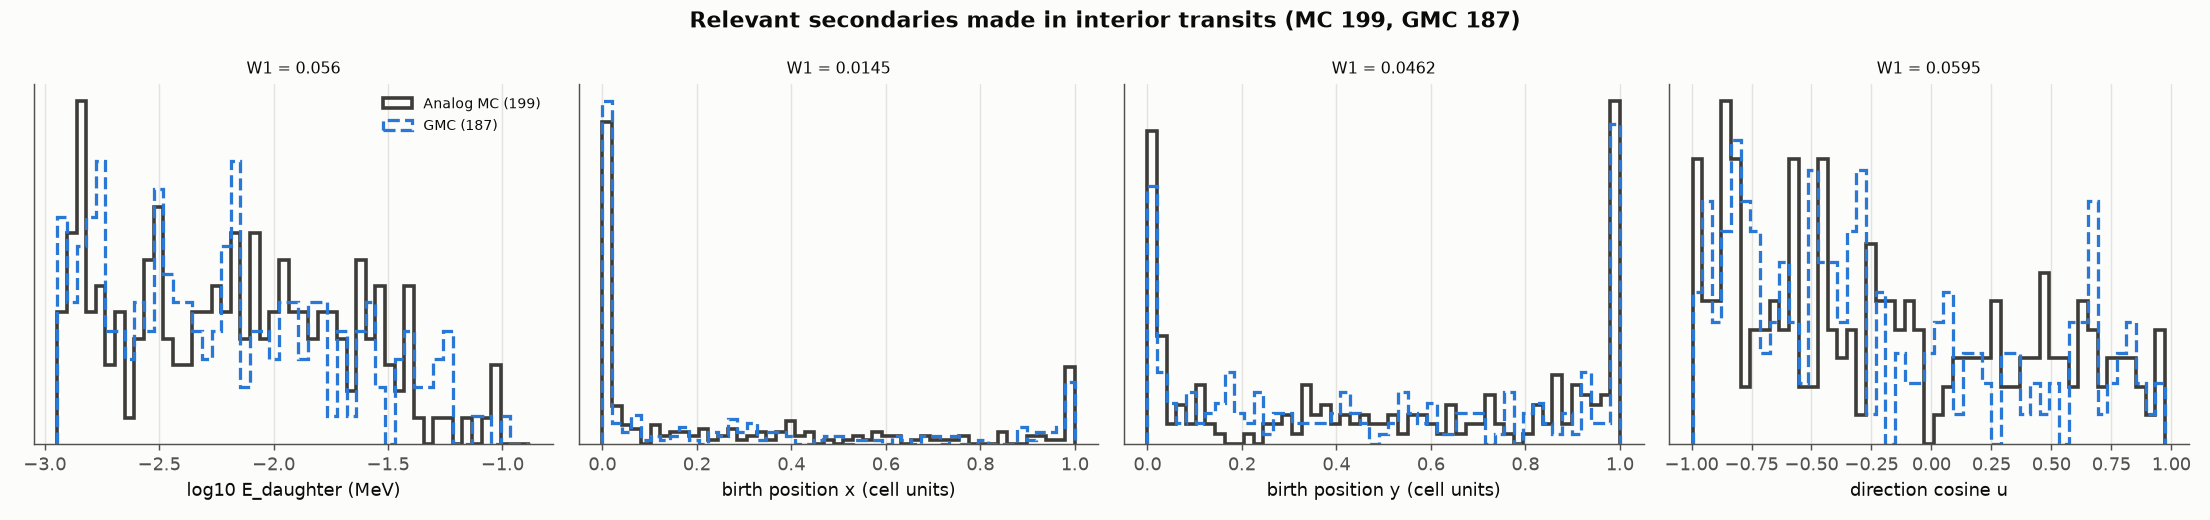 Relevant secondaries made in interior transits (MC 199, GMC 187)
W1 = 0.056
W1 = 0.0145
W1 = 0.0462
W1 = 0.0595
Analog MC (199)
GMC (187)
−3.0 −2.5 −2.0 −1.5 −1.0
0.0 0.2 0.4 0.6 0.8 1.0
0.0 0.2 0.4 0.6 0.8 1.0
−1.00 −0.75 −0.50 −0.25 0.00 0.25 0.50 0.75 1.00
log10 E_daughter (MeV)
birth position x (cell units)
birth position y (cell units)
direction cosine u